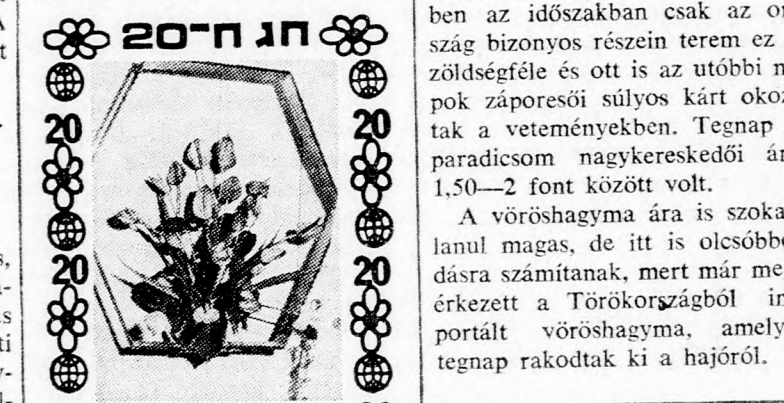 חג ה־20
20 20
20 20
ben az időszakban csak az or
szág bizonyos részein terem ez
zöldségféle és ott is az utóbbi n
pok záporesői súlyos kárt okoz
tak a veteményekben. Tegnap
paradicsom nagykereskedői ár
1,50—2 font között volt.
A vöröshagyma ára is szoka
lanul magas, de itt is olcsóbbo
dásra számítanak, mert már me
érkezett a Törökországból in
portált vöröshagyma, amely
tegnap rakodtak ki a hajóról.